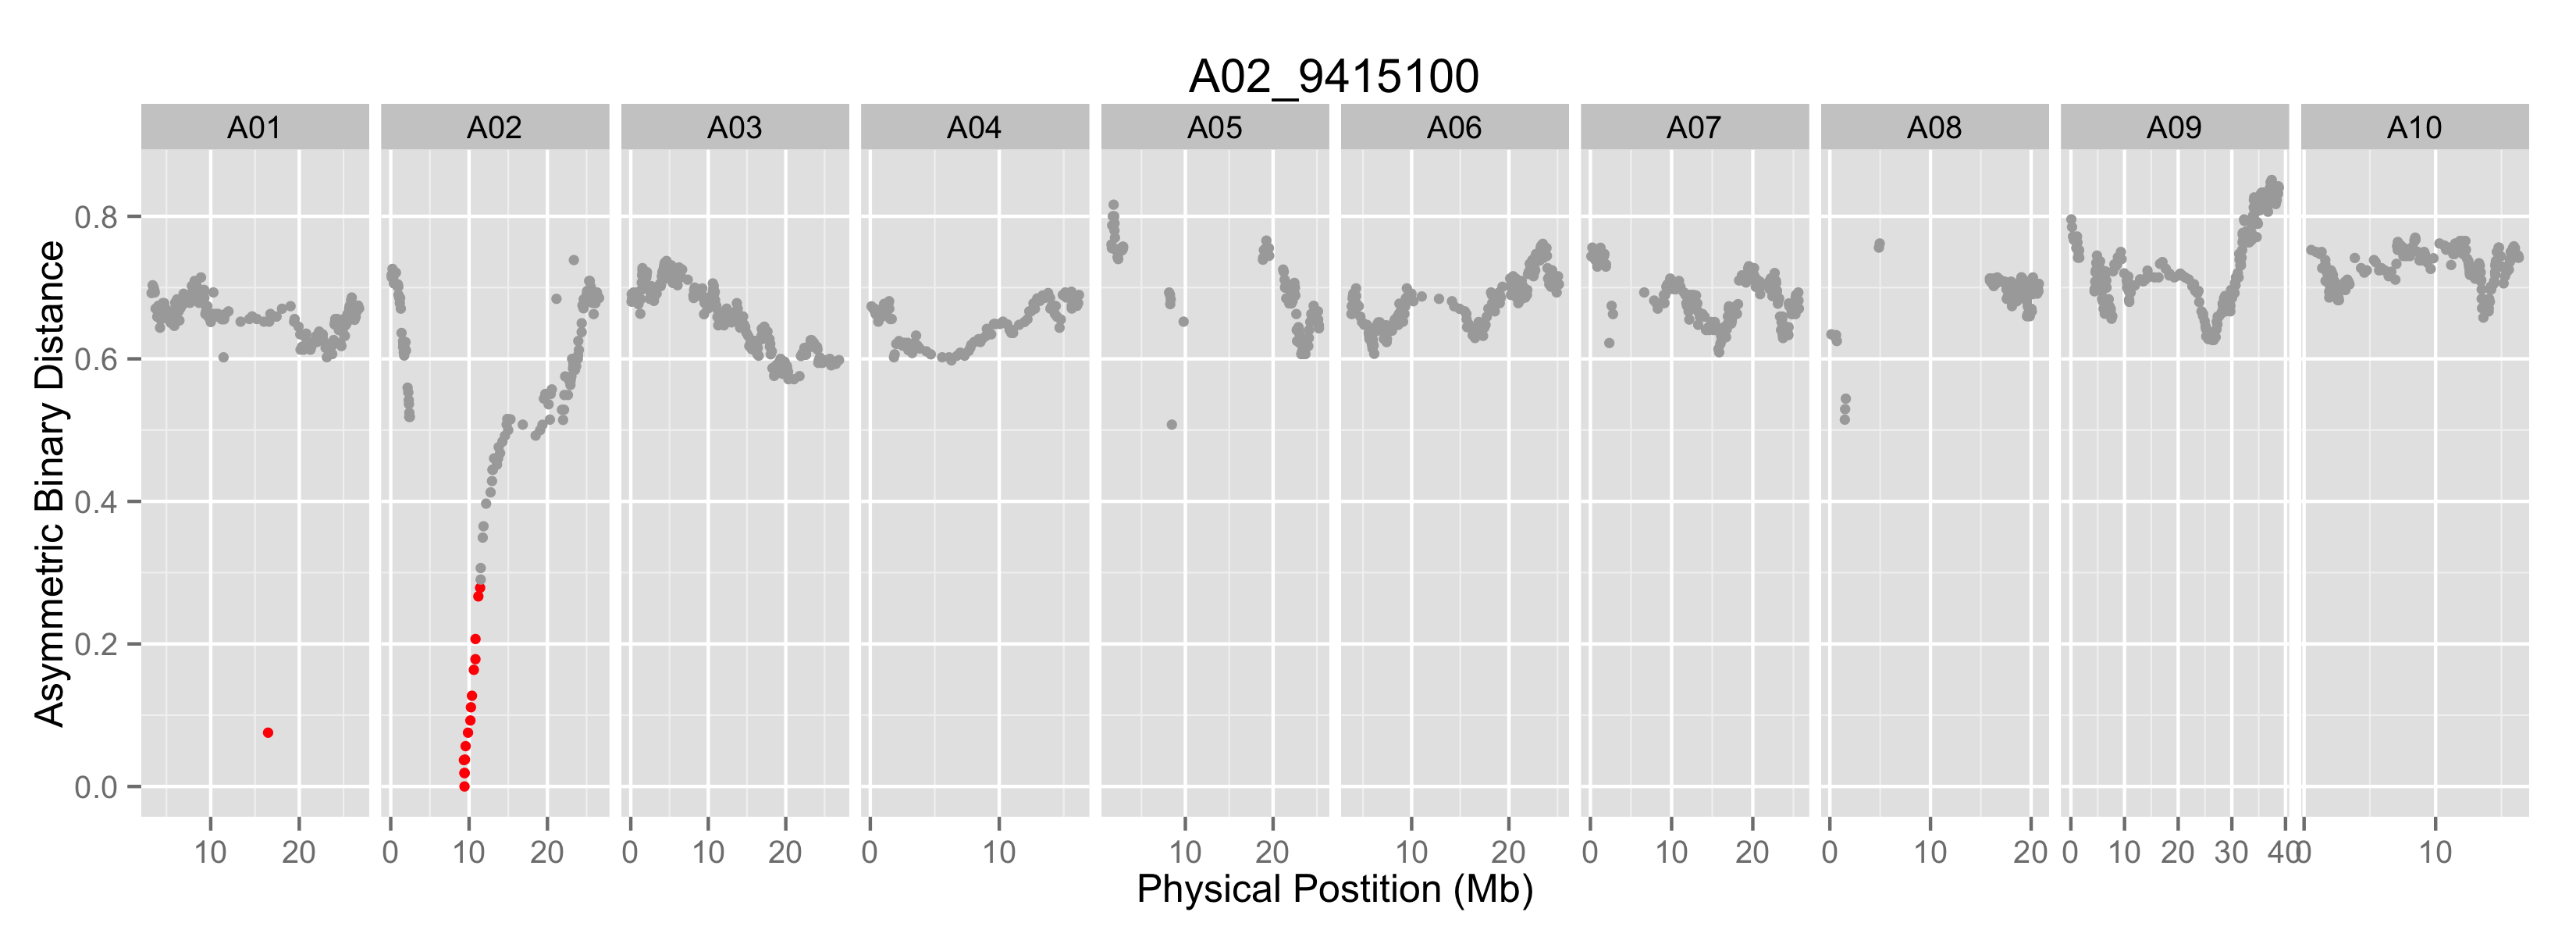 A02_9415100
A01 A02 A03 A04 A05 A06 A07 A08 A09 A10
Asymmetric Binary Distance
0.8
0.6
0.4
0.2
0.0
10 20 0 10 20 0 10 20 0 10 10 20 10 20 0 10 20 0 10 20 0 10 20 30 40 0 10
Physical Postition (Mb)